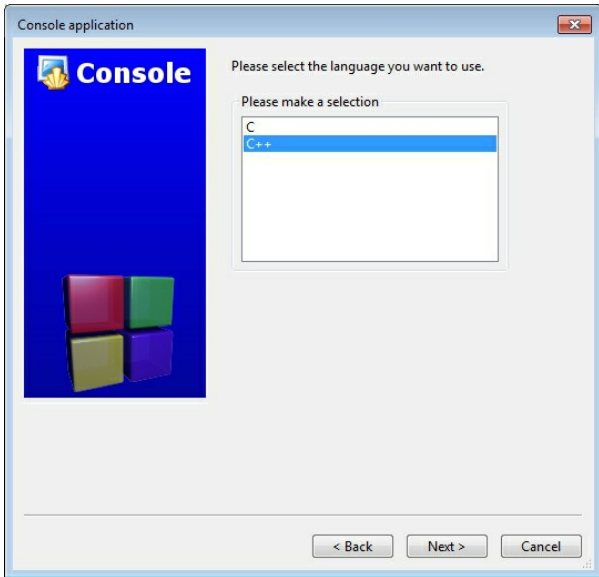 Console application
Console
Please select the language you want to use.
Please make a selection
C
C++
< Back
Next >
Cancel